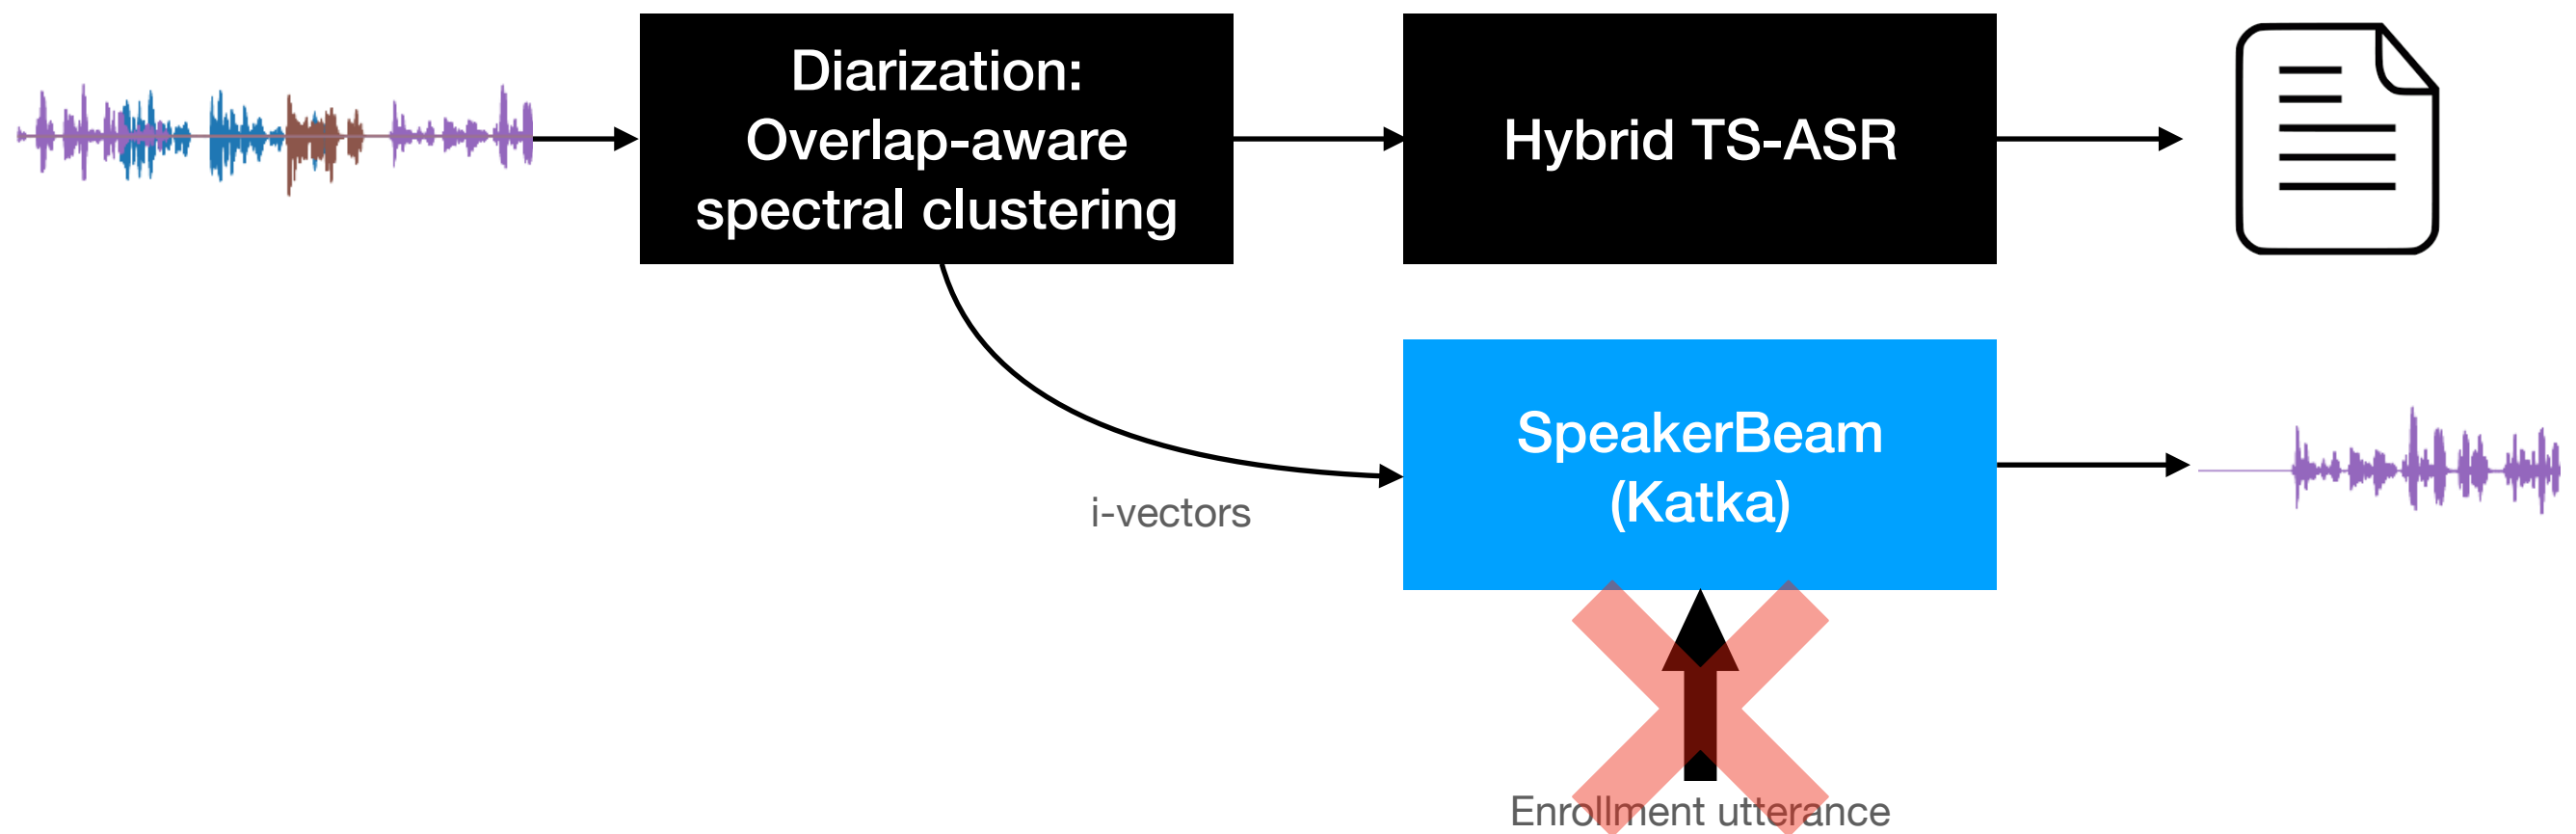 Diarization:
Overlap-aware
spectral clustering
Hybrid TS-ASR
SpeakerBeam
(Katka)
i-vectors
Enrollment utterance